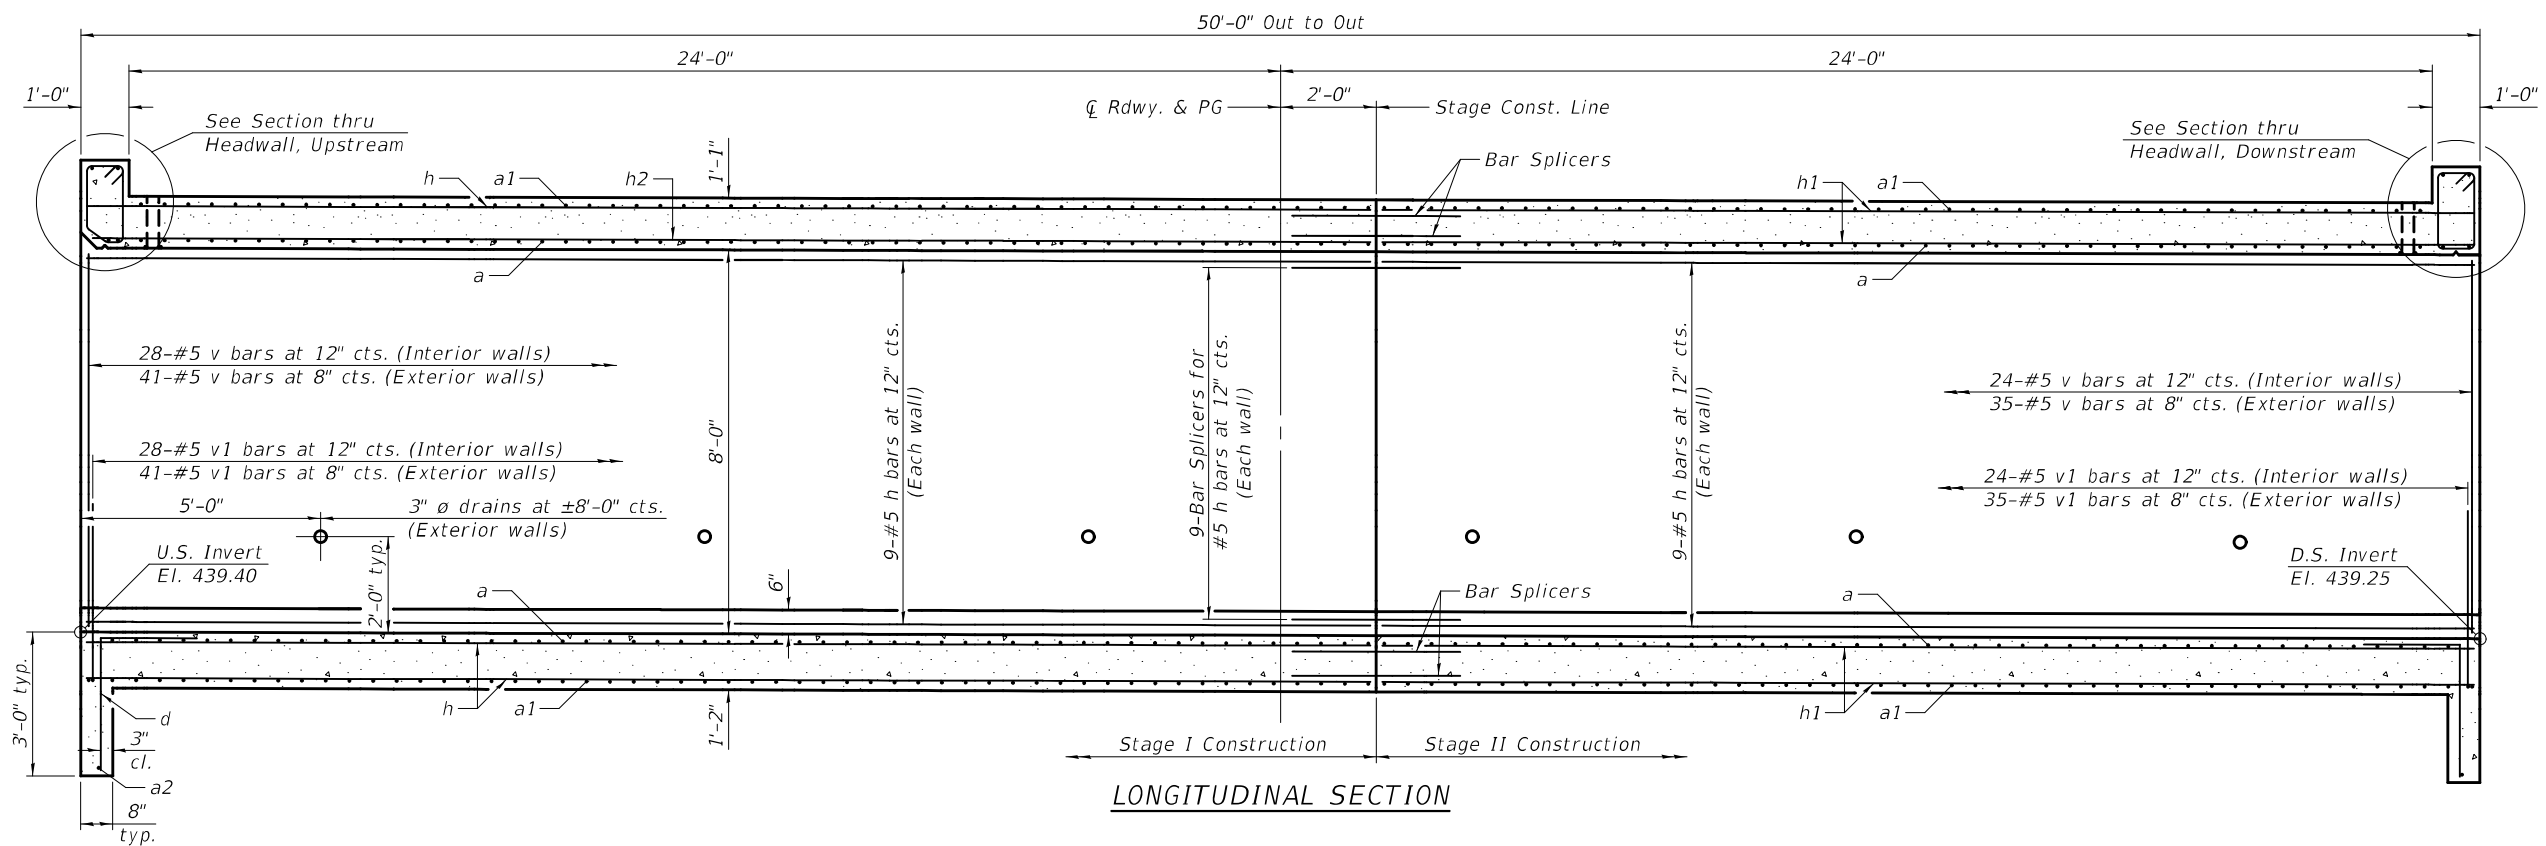 50'-0" Out to Out
24'-0"
24'-0"
1'-0"
℄ Rdwy. & PG
2'-0"
Stage Const. Line
1'-0"
See Section thru
Headwall, Upstream
See Section thru
Headwall, Downstream
Bar Splicers
1'-1"
h
a1
h2
h1
a1
a
a
28-#5 v bars at 12" cts. (Interior walls)
41-#5 v bars at 8" cts. (Exterior walls)
28-#5 v1 bars at 12" cts. (Interior walls)
41-#5 v1 bars at 8" cts. (Exterior walls)
8'-0"
9-#5 h bars at 12" cts.
(Each wall)
9-Bar Splicers for
#5 h bars at 12" cts.
(Each wall)
9-#5 h bars at 12" cts.
(Each wall)
24-#5 v bars at 12" cts. (Interior walls)
35-#5 v bars at 8" cts. (Exterior walls)
24-#5 v1 bars at 12" cts. (Interior walls)
35-#5 v1 bars at 8" cts. (Exterior walls)
5'-0"
3" ø drains at ±8'-0" cts.
(Exterior walls)
U.S. Invert
El. 439.40
2'-0" typ.
D.S. Invert
El. 439.25
a
6"
Bar Splicers
a
3'-0" typ.
d
3"
cl.
a2
8"
typ.
h
a1
1'-2"
h1
a1
Stage I Construction
Stage II Construction
LONGITUDINAL SECTION